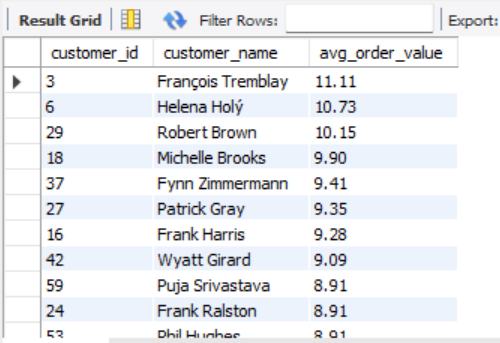 Result Grid Filter Rows: Export:
customer_id customer_name avg_order_value
3 François Tremblay 11.11
6 Helena Holý 10.73
29 Robert Brown 10.15
18 Michelle Brooks 9.90
37 Fynn Zimmermann 9.41
27 Patrick Gray 9.35
16 Frank Harris 9.28
42 Wyatt Girard 9.09
59 Puja Srivastava 8.91
24 Frank Ralston 8.91
53 Phil Hughes 8.91